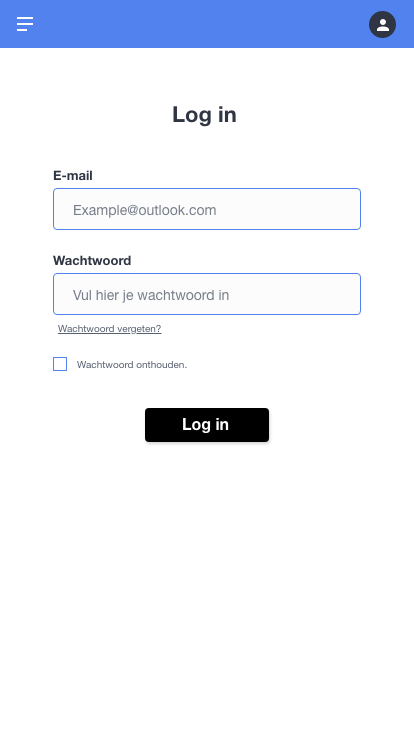 Log in
E-mail
Example@outlook.com
Wachtwoord
Vul hier je wachtwoord in
Wachtwoord vergeten?
Wachtwoord onthouden.
Log in